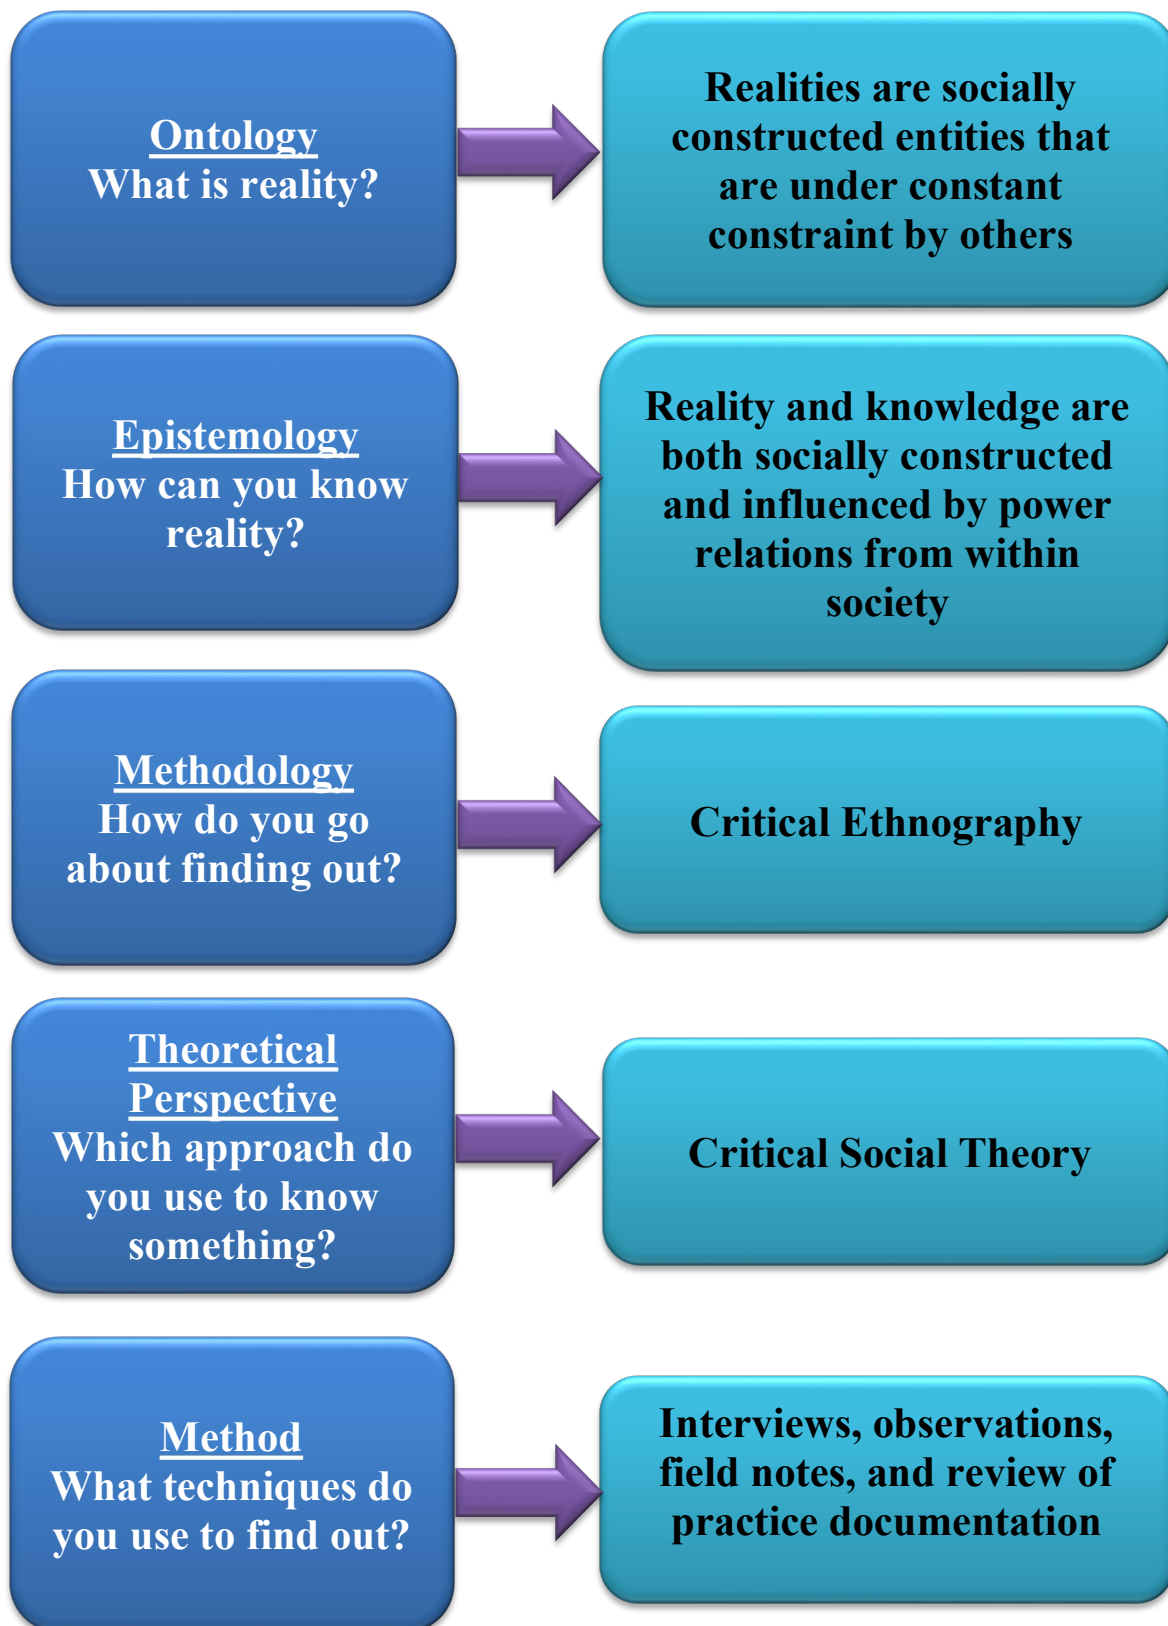 Ontology
What is reality?
Realities are socially
constructed entities that
are under constant
constraint by others
Epistemology
How can you know
reality?
Reality and knowledge are
both socially constructed
and influenced by power
relations from within
society
Methodology
How do you go
about finding out?
Critical Ethnography
Theoretical
Perspective
Which approach do
you use to know
something?
Critical Social Theory
Method
What techniques do
you use to find out?
Interviews, observations,
field notes, and review of
practice documentation